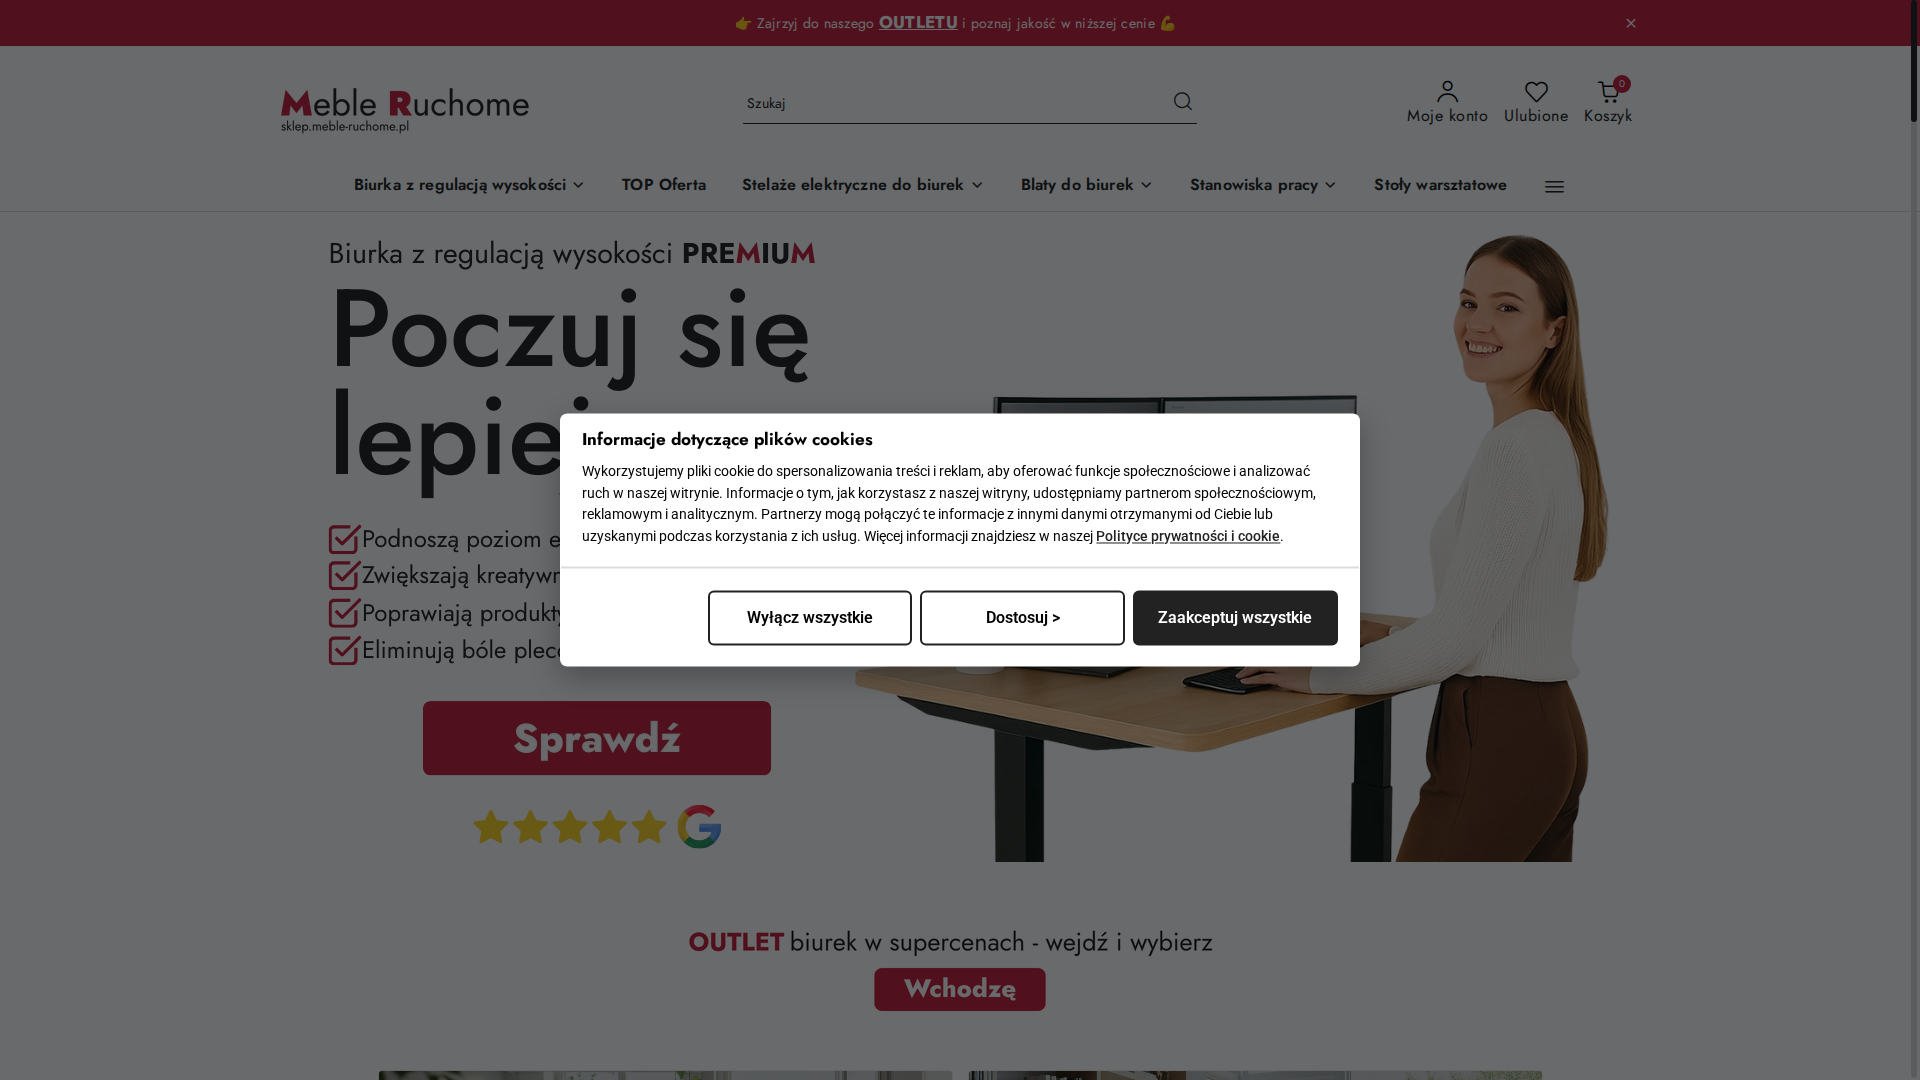 👉 Zajrzyj do naszego OUTLETU i poznaj jakość w niższej cenie 💪
Meble Ruchome
sklep.meble-ruchome.pl
Szukaj
Moje konto
Ulubione
0
Koszyk
Biurka z regulacją wysokości
TOP Oferta
Stelaże elektryczne do biurek
Blaty do biurek
Stanowiska pracy
Stoły warsztatowe
Biurka z regulacją wysokości PREMIUM
Poczuj się
Informacje dotyczące plików cookies
Wykorzystujemy pliki cookie do spersonalizowania treści i reklam, aby oferować funkcje społecznościowe i analizować
ruch w naszej witrynie. Informacje o tym, jak korzystasz z naszej witryny, udostępniamy partnerom społecznościowym,
reklamowym i analitycznym. Partnerzy mogą połączyć te informacje z innymi danymi otrzymanymi od Ciebie lub
uzyskanymi podczas korzystania z ich usług. Więcej informacji znajdziesz w naszej Polityce prywatności i cookie.
Wyłącz wszystkie
Dostosuj >
Zaakceptuj wszystkie
Podnoszą poziom
Zwiększają
Poprawiają
Eliminują bóle
Sprawdź
OUTLET biurek w supercenach - wejdź i wybierz
Wchodzę